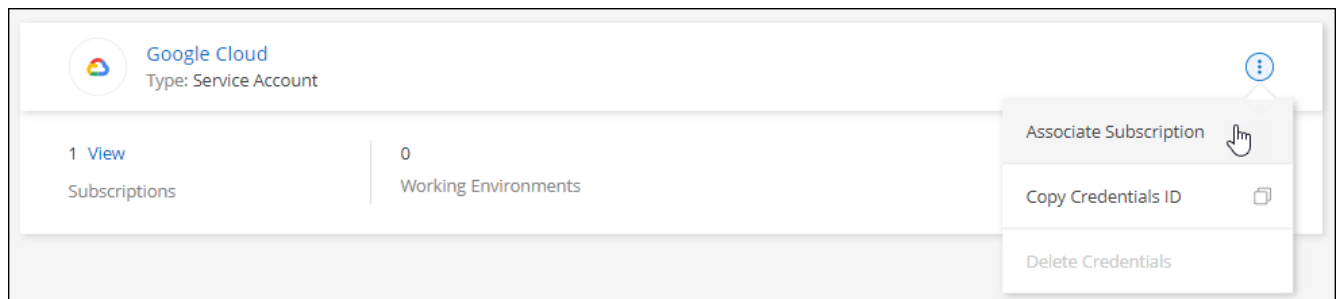 Google Cloud
Type: Service Account
Associate Subscription
1 View
0
Subscriptions
Working Environments
Copy Credentials ID
Delete Credentials